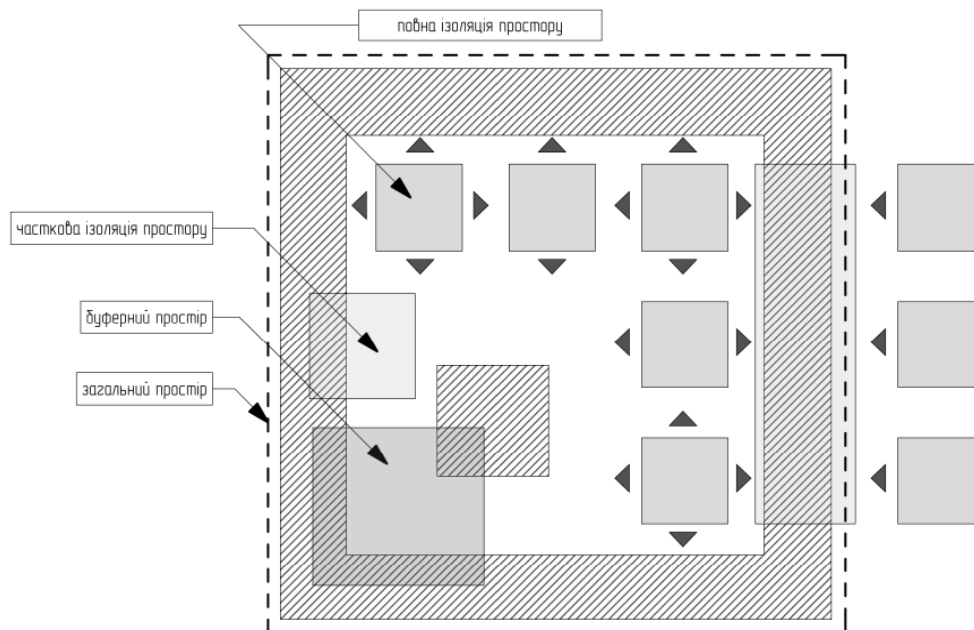 повна ізоляція простору
часткова ізоляція простору
буферний простір
загальний простір